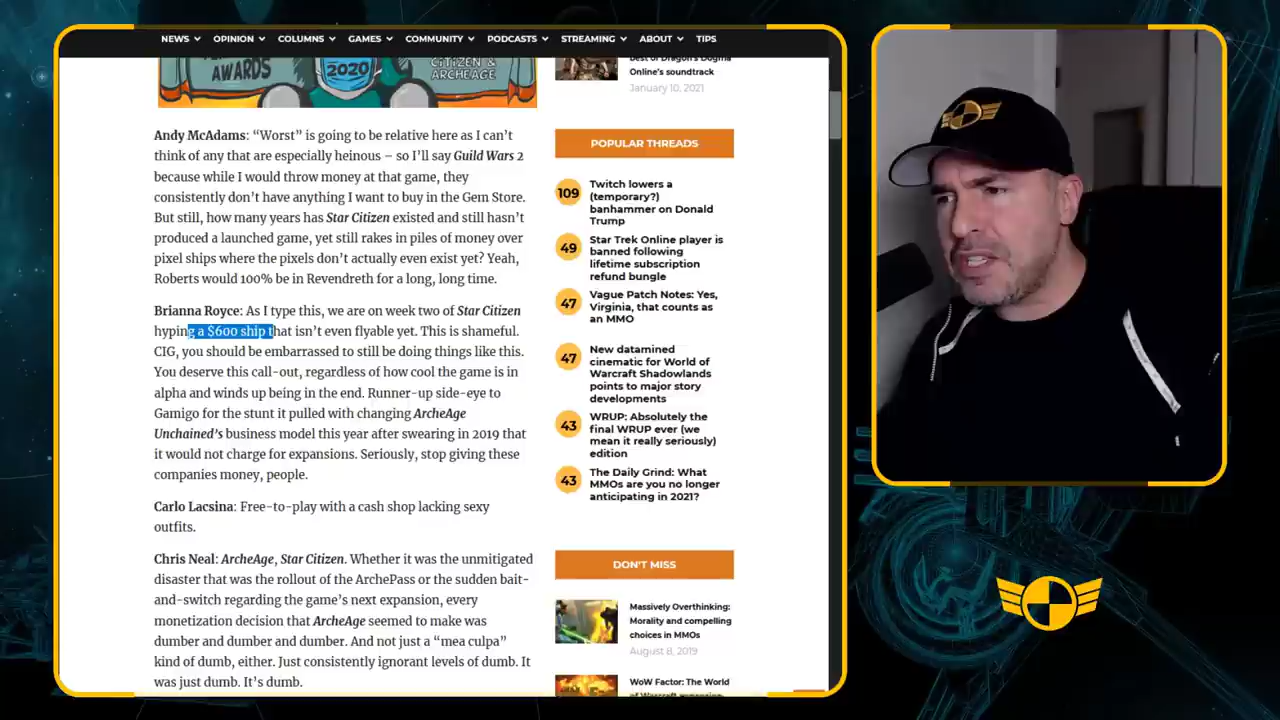 NEWS OPINION COLUMNS GAMES COMMUNITY PODCASTS STREAMING ABOUT TIPS
AWARDS
2020
CITIZEN &
ARCHEAGE
Andy McAdams: “Worst” is going to be relative here as I can’t
think of any that are especially heinous – so I’ll say Guild Wars 2
because while I would throw money at that game, they
consistently don’t have anything I want to buy in the Gem Store.
But still, how many years has Star Citizen existed and still hasn’t
produced a launched game, yet still rakes in piles of money over
pixel ships where the pixels don’t actually even exist yet? Yeah,
Roberts would 100% be in Revendreth for a long, long time.
Brianna Royce: As I type this, we are on week two of Star Citizen
hyping a $600 ship that isn’t even flyable yet. This is shameful.
CIG, you should be embarrassed to still be doing things like this.
You deserve this call-out, regardless of how cool the game is in
alpha and winds up being in the end. Runner-up side-eye to
Gamigo for the stunt it pulled with changing ArcheAge
Unchained’s business model this year after swearing in 2019 that
it would not charge for expansions. Seriously, stop giving these
companies money, people.
Carlo Lacsina: Free-to-play with a cash shop lacking sexy
outfits.
Chris Neal: ArcheAge, Star Citizen. Whether it was the unmitigated
disaster that was the rollout of the ArchePass or the sudden bait-
and-switch regarding the game’s next expansion, every
monetization decision that ArcheAge seemed to make was
dumber and dumber and dumber. And not just a “mea culpa”
kind of dumb, either. Just consistently ignorant levels of dumb. It
was just dumb. It’s dumb.
Best of Dragon’s Dogma
Online’s soundtrack
January 10, 2021
POPULAR THREADS
109
Twitch lowers a
(temporary?)
banhammer on Donald
Trump
49
Star Trek Online player is
banned following
lifetime subscription
refund bungle
47
Vague Patch Notes: Yes,
Virginia, that counts as
an MMO
47
New datamined
cinematic for World of
Warcraft Shadowlands
points to major story
developments
43
WRUP: Absolutely the
final WRUP ever (we
mean it really seriously)
edition
43
The Daily Grind: What
MMOs are you no longer
anticipating in 2021?
DON'T MISS
Massively Overthinking:
Morality and compelling
choices in MMOs
August 8, 2019
WoW Factor: The World
of Warcraft expansion